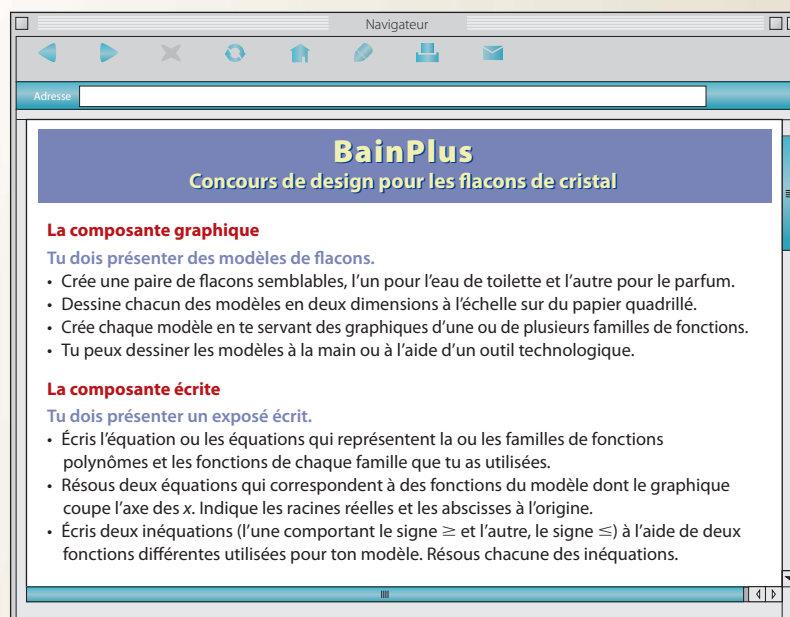 Navigateur
Adresse
BainPlus
Concours de design pour les flacons de cristal
La composante graphique
Tu dois présenter des modèles de flacons.
• Crée une paire de flacons semblables, l'un pour l'eau de toilette et l'autre pour le parfum.
• Dessine chacun des modèles en deux dimensions à l'échelle sur du papier quadrillé.
• Crée chaque modèle en te servant des graphiques d'une ou de plusieurs familles de fonctions.
• Tu peux dessiner les modèles à la main ou à l'aide d'un outil technologique.
La composante écrite
Tu dois présenter un exposé écrit.
• Écris l'équation ou les équations qui représentent la ou les familles de fonctions
polynômes et les fonctions de chaque famille que tu as utilisées.
• Résous deux équations qui correspondent à des fonctions du modèle dont le graphique
coupe l'axe des x. Indique les racines réelles et les abscisses à l'origine.
• Écris deux inéquations (l'une comportant le signe ≥ et l'autre, le signe ≤) à l'aide de deux
fonctions différentes utilisées pour ton modèle. Résous chacune des inéquations.